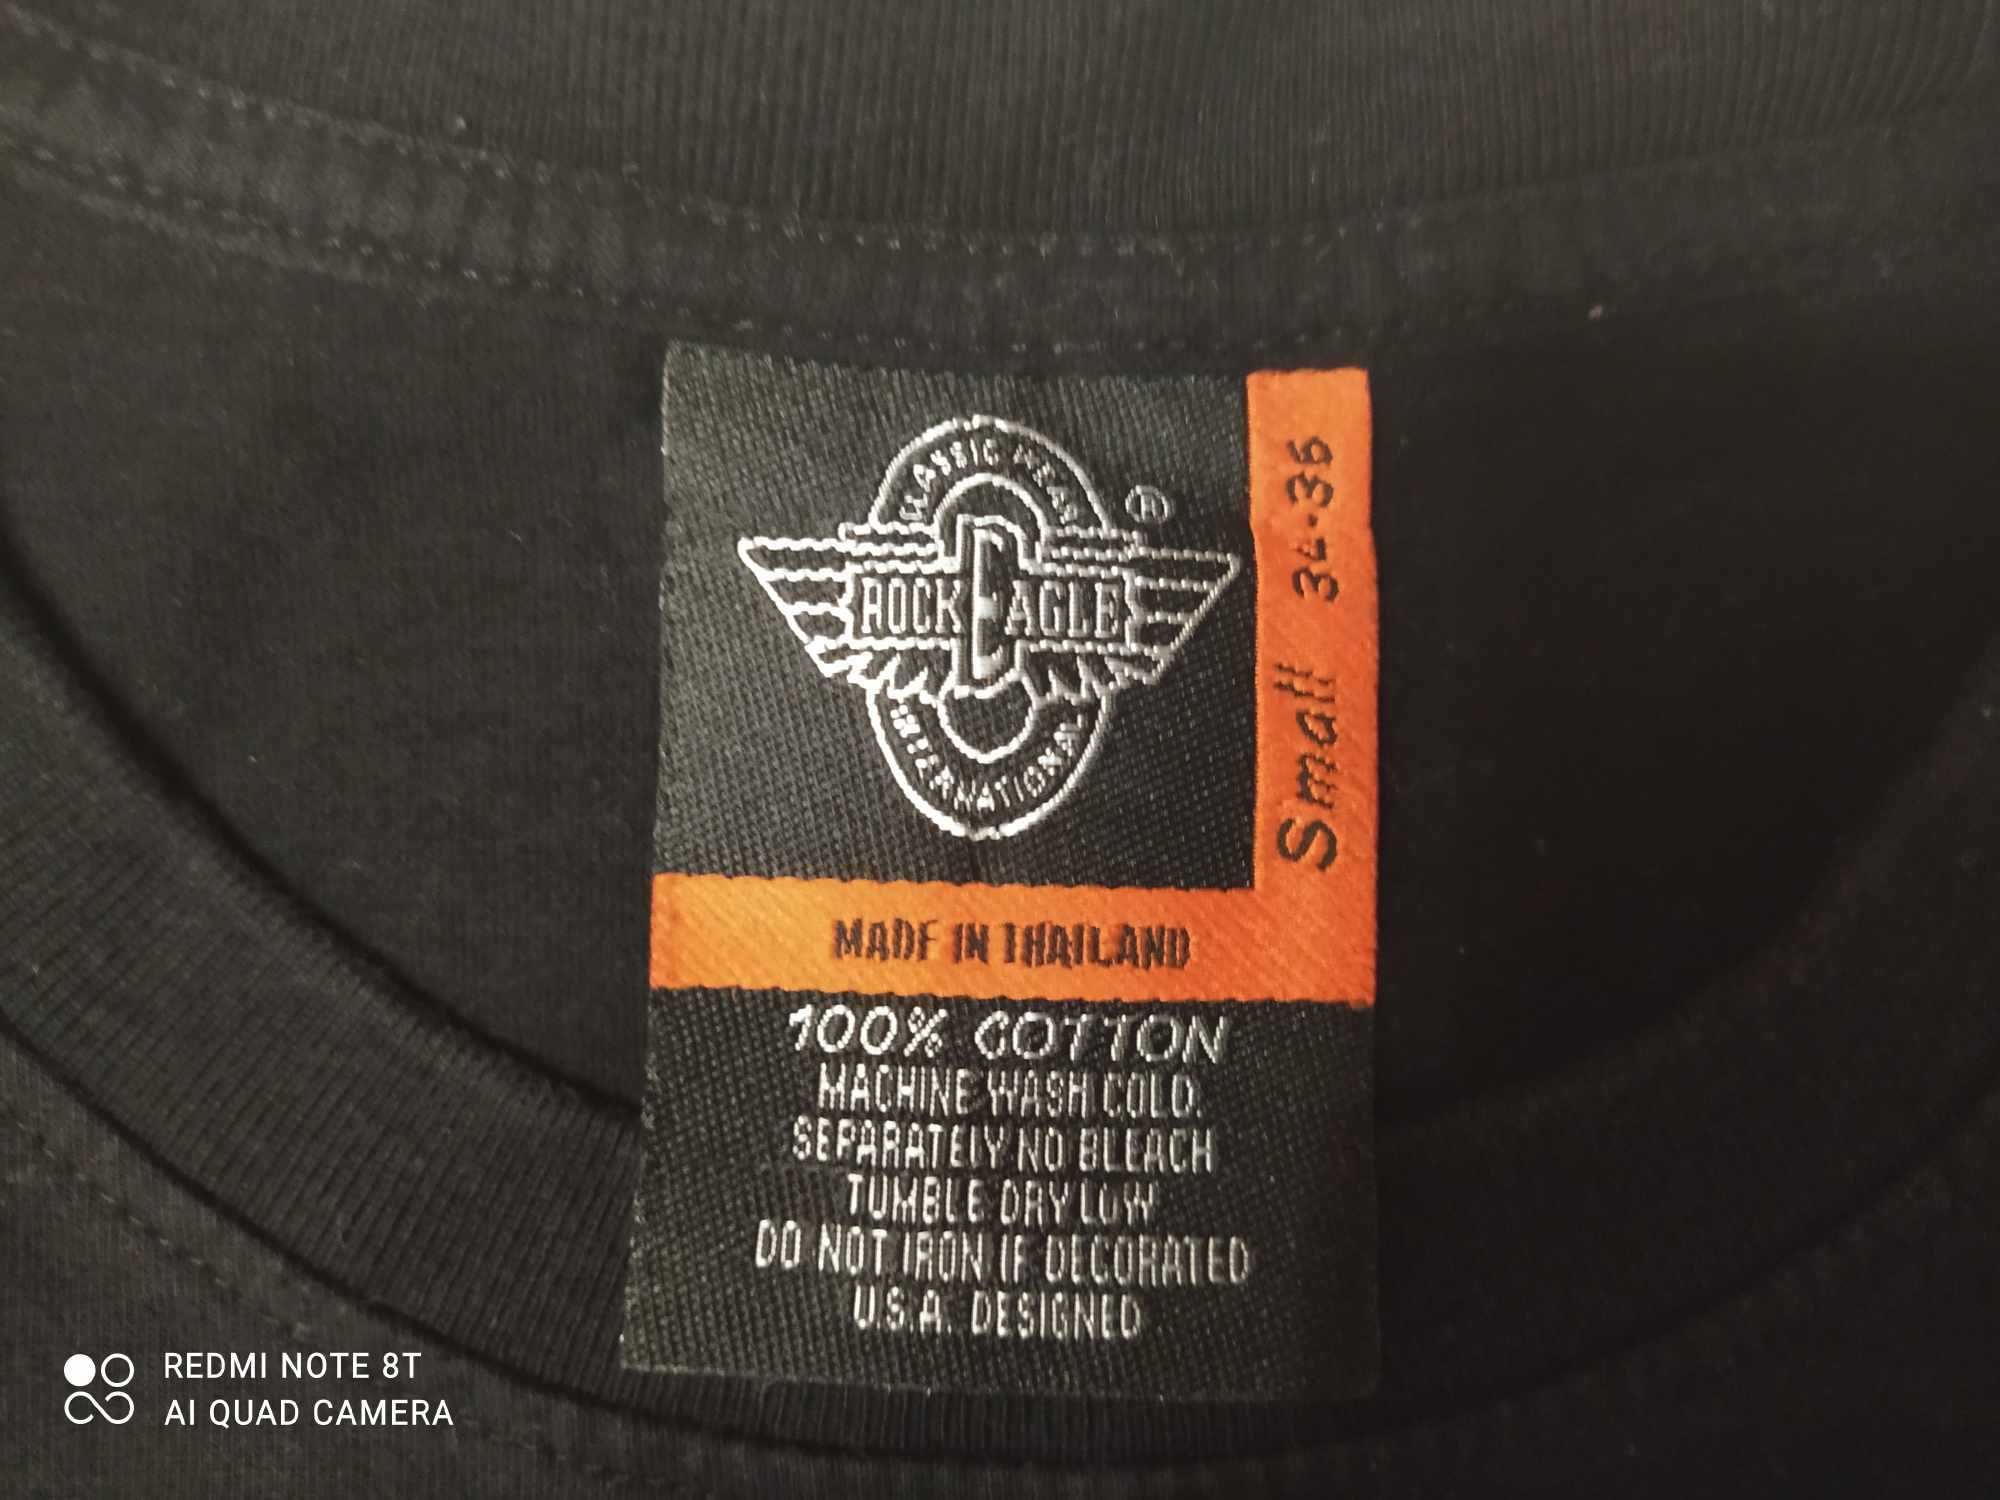 CLASSIC WEAR
®
ROCK EAGLE
INTERNATIONAL
Small 34-36
MADE IN THAILAND
100% COTTON
MACHINE WASH COLD.
SEPARATELY NO BLEACH
TUMBLE DRY LOW
DO NOT IRON IF DECORATED
U.S.A. DESIGNED
REDMI NOTE 8T
AI QUAD CAMERA